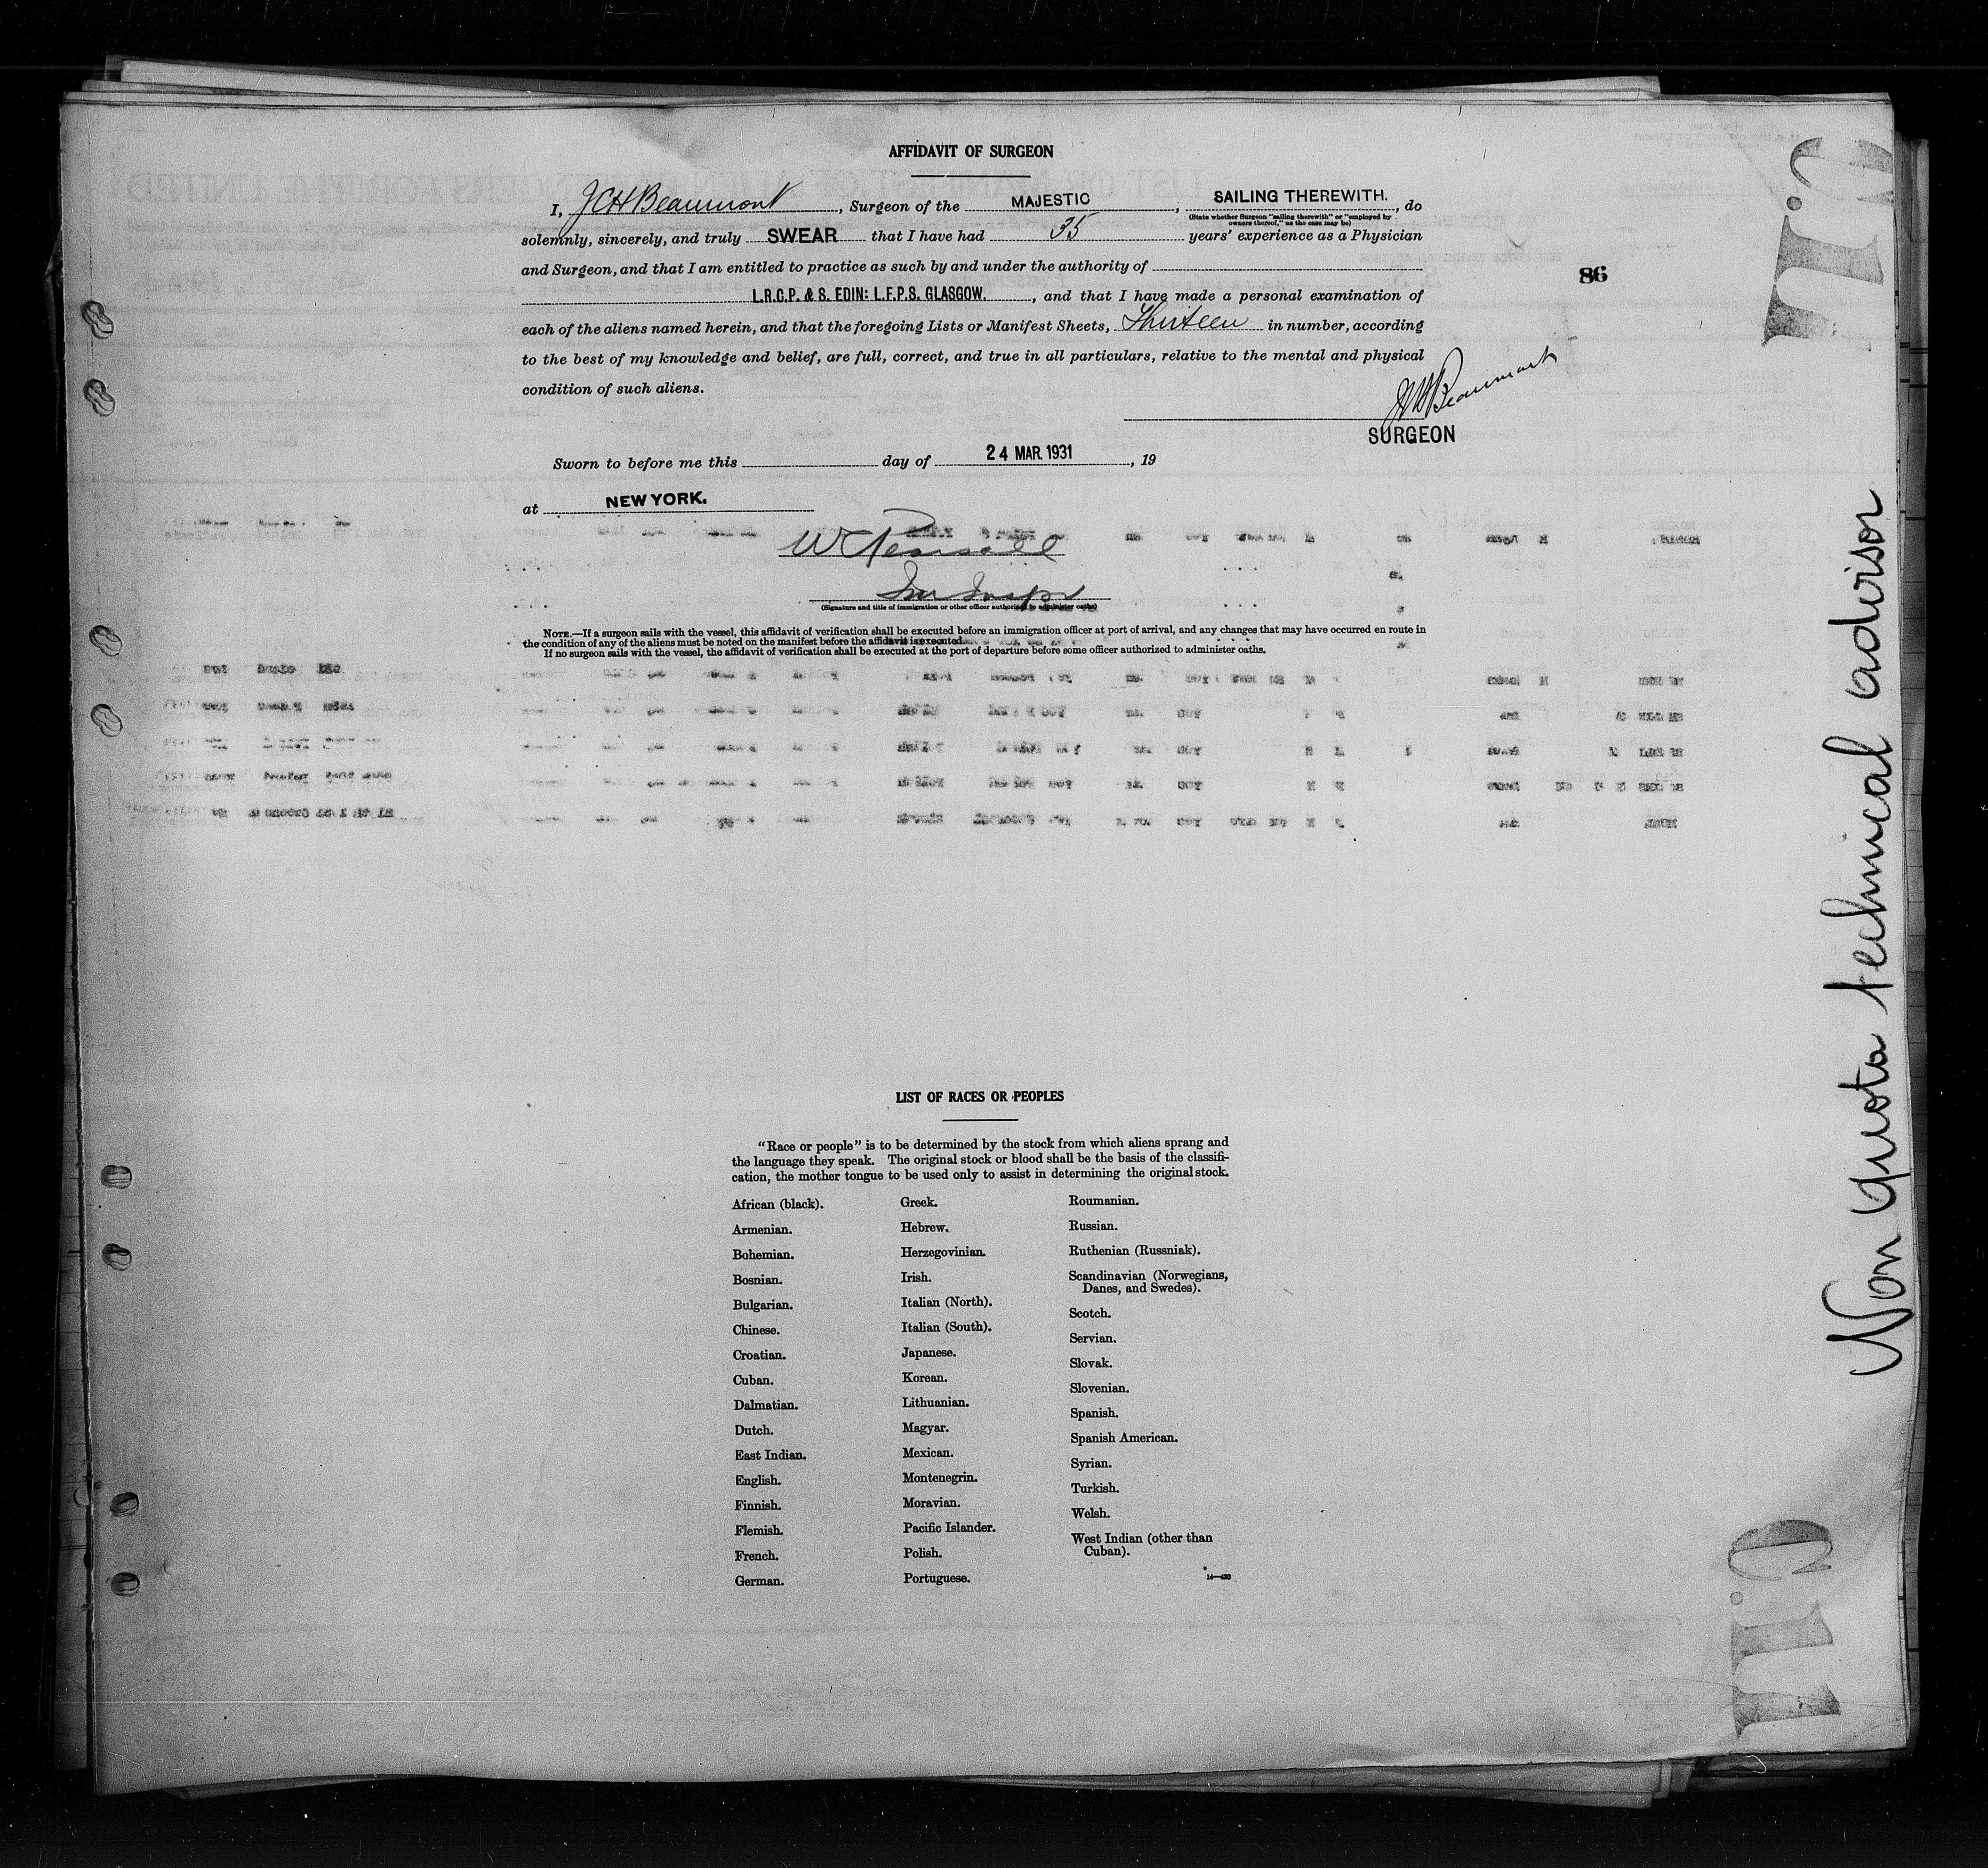 AFFIDAVIT OF SURGEON
I, JCHBeaumont, Surgeon of the MAJESTIC, SAILING THEREWITH., do
(State whether Surgeon "sailing therewith" or "employed by
owners thereof," as the case may be)
solemnly, sincerely, and truly SWEAR that I have had 35 years' experience as a Physician
and Surgeon, and that I am entitled to practice as such by and under the authority of
L.R.C.P. & S. EDIN: L.F.P.S. GLASGOW., and that I have made a personal examination of
each of the aliens named herein, and that the foregoing Lists or Manifest Sheets, Thirteen in number, according
to the best of my knowledge and belief, are full, correct, and true in all particulars, relative to the mental and physical
condition of such aliens.
JCHBeaumont
SURGEON
Sworn to before me this day of 24 MAR. 1931, 19
at NEW YORK.
(Signature and title of immigration or other officer authorized to administer oaths)
NOTE.—If a surgeon sails with the vessel, this affidavit of verification shall be executed before an immigration officer at port of arrival, and any changes that may have occurred en route in
the condition of any of the aliens must be noted on the manifest before the affidavit is executed.
If no surgeon sails with the vessel, the affidavit of verification shall be executed at the port of departure before some officer authorized to administer oaths.
86
Non quota technical advisor
LIST OF RACES OR PEOPLES
"Race or people" is to be determined by the stock from which aliens sprang and
the language they speak. The original stock or blood shall be the basis of the classifi-
cation, the mother tongue to be used only to assist in determining the original stock.
African (black).
Armenian.
Bohemian.
Bosnian.
Bulgarian.
Chinese.
Croatian.
Cuban.
Dalmatian.
Dutch.
East Indian.
English.
Finnish.
Flemish.
French.
German.
Greek.
Hebrew.
Herzegovinian.
Irish.
Italian (North).
Italian (South).
Japanese.
Korean.
Lithuanian.
Magyar.
Mexican.
Montenegrin.
Moravian.
Pacific Islander.
Polish.
Portuguese.
Roumanian.
Russian.
Ruthenian (Russniak).
Scandinavian (Norwegians,
Danes, and Swedes).
Scotch.
Servian.
Slovak.
Slovenian.
Spanish.
Spanish American.
Syrian.
Turkish.
Welsh.
West Indian (other than
Cuban).
14—430